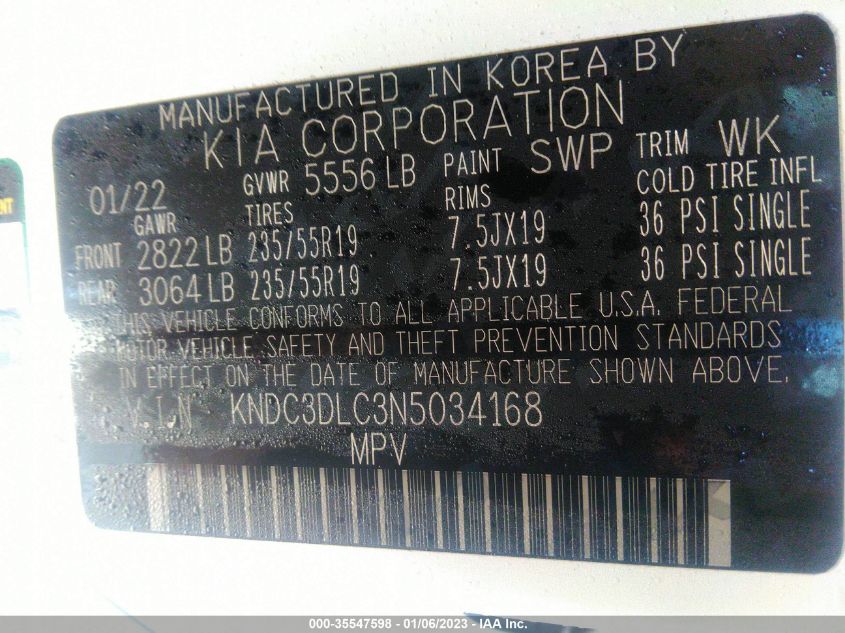 MANUFACTURED IN KOREA BY
KIA CORPORATION
01/22 GVWR 5556 LB PAINT SWP TRIM WK
GAWR TIRES RIMS COLD TIRE INFL
FRONT 2822 LB 235/55R19 7.5JX19 36 PSI SINGLE
REAR 3064 LB 235/55R19 7.5JX19 36 PSI SINGLE
THIS VEHICLE CONFORMS TO ALL APPLICABLE U.S.A. FEDERAL
MOTOR VEHICLE SAFETY AND THEFT PREVENTION STANDARDS
IN EFFECT ON THE DATE OF MANUFACTURE SHOWN ABOVE.
V.I.N KNDC3DLC3N5034168
MPV
000-35547598 - 01/06/2023 - IAA Inc.